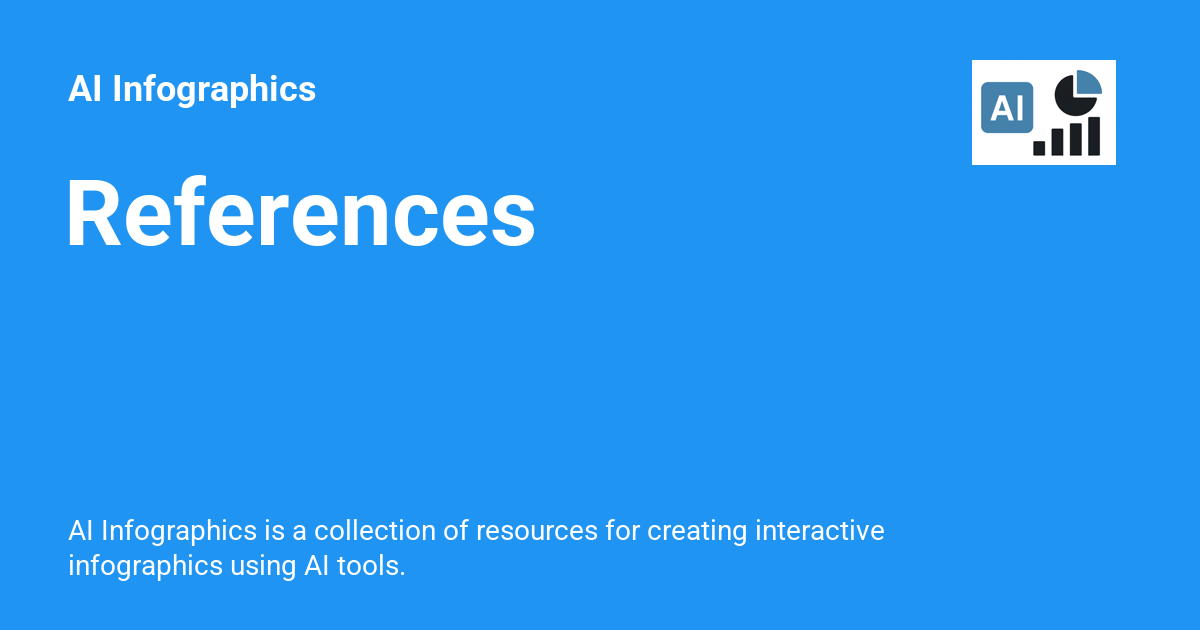 AI Infographics
AI
References
AI Infographics is a collection of resources for creating interactive
infographics using AI tools.